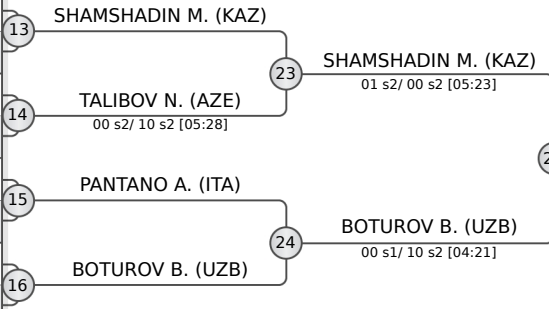 SHAMSHADIN M. (KAZ)
13
SHAMSHADIN M. (KAZ)
23
01 s2/ 00 s2 [05:23]
TALIBOV N. (AZE)
14
00 s2/ 10 s2 [05:28]
PANTANO A. (ITA)
15
BOTUROV B. (UZB)
24
00 s1/ 10 s2 [04:21]
BOTUROV B. (UZB)
16